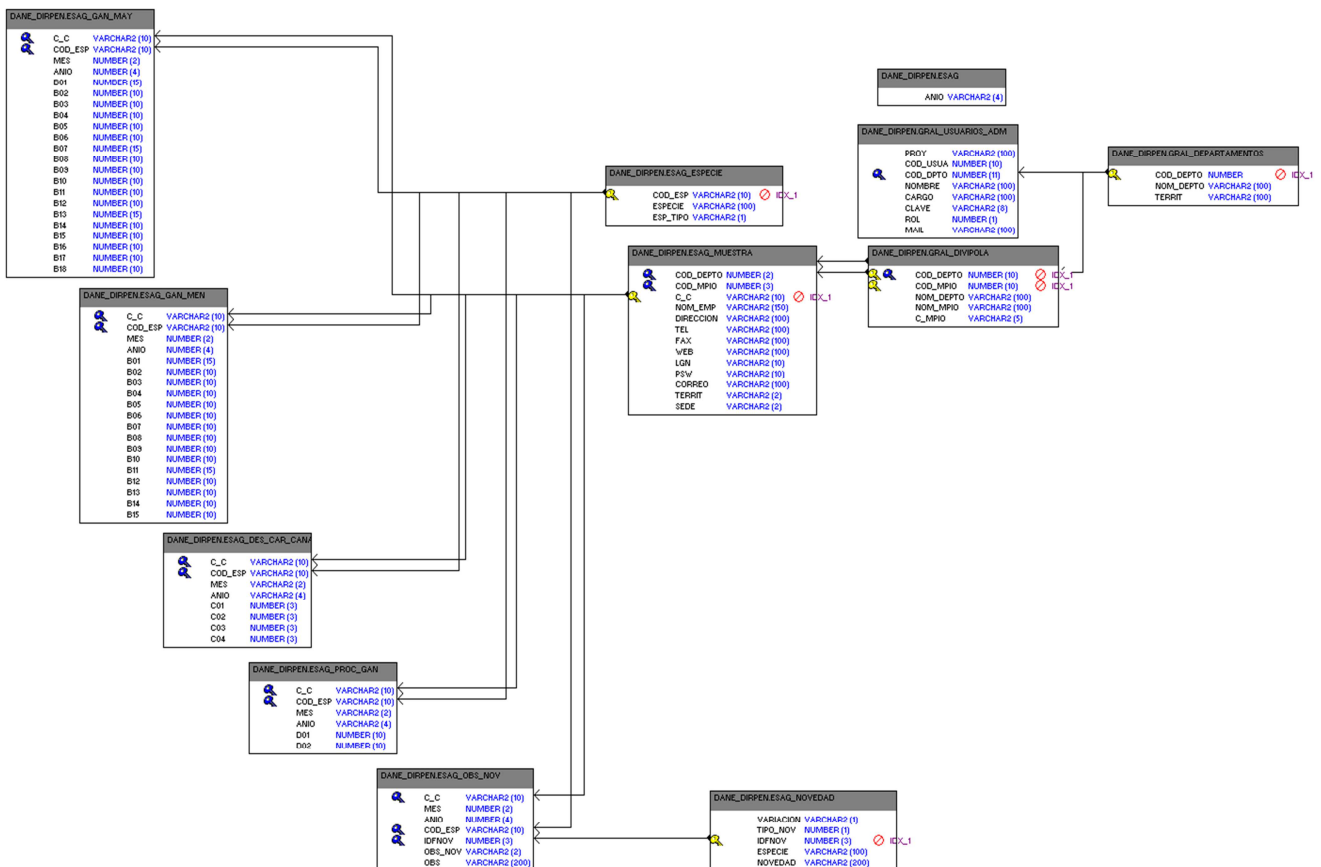 DANE_DIRPEN.ESAG_GAN_MAY
C_C VARCHAR2 (10)
COD_ESP VARCHAR2 (10)
MES NUMBER (2)
ANIO NUMBER (4)
B01 NUMBER (15)
B02 NUMBER (10)
B03 NUMBER (10)
B04 NUMBER (10)
B05 NUMBER (10)
B06 NUMBER (10)
B07 NUMBER (15)
B08 NUMBER (10)
B09 NUMBER (10)
B10 NUMBER (10)
B11 NUMBER (10)
B12 NUMBER (10)
B13 NUMBER (15)
B14 NUMBER (10)
B15 NUMBER (10)
B16 NUMBER (10)
B17 NUMBER (10)
B18 NUMBER (10)
DANE_DIRPEN.ESAG
ANIO VARCHAR2 (4)
DANE_DIRPEN.GRAL_USUARIOS_ADM
PROY VARCHAR2 (100)
COD_USUA NUMBER (10)
COD_DPTO NUMBER (11)
NOMBRE VARCHAR2 (100)
CARGO VARCHAR2 (100)
CLAVE VARCHAR2 (8)
ROL NUMBER (1)
MAIL VARCHAR2 (100)
DANE_DIRPEN.GRAL_DEPARTAMENTOS
COD_DEPTO NUMBER IDX_1
NOM_DEPTO VARCHAR2 (100)
TERRIT VARCHAR2 (100)
DANE_DIRPEN.ESAG_ESPECIE
COD_ESP VARCHAR2 (10) IDX_1
ESPECIE VARCHAR2 (100)
ESP_TIPO VARCHAR2 (1)
DANE_DIRPEN.ESAG_MUESTRA
COD_DEPTO NUMBER (2)
COD_MPIO NUMBER (3)
C_C VARCHAR2 (10) IDX_1
NOM_EMP VARCHAR2 (150)
DIRECCION VARCHAR2 (100)
TEL VARCHAR2 (100)
FAX VARCHAR2 (100)
WEB VARCHAR2 (100)
LGN VARCHAR2 (10)
PSW VARCHAR2 (10)
CORREO VARCHAR2 (100)
TERRIT VARCHAR2 (2)
SEDE VARCHAR2 (2)
DANE_DIRPEN.GRAL_DIVIPOLA
COD_DEPTO NUMBER (10) IDX_1
COD_MPIO NUMBER (10) IDX_1
NOM_DEPTO VARCHAR2 (100)
NOM_MPIO VARCHAR2 (100)
C_MPIO VARCHAR2 (5)
DANE_DIRPEN.ESAG_GAN_MEN
C_C VARCHAR2 (10)
COD_ESP VARCHAR2 (10)
MES NUMBER (2)
ANIO NUMBER (4)
B01 NUMBER (15)
B02 NUMBER (10)
B03 NUMBER (10)
B04 NUMBER (10)
B05 NUMBER (10)
B06 NUMBER (10)
B07 NUMBER (10)
B08 NUMBER (10)
B09 NUMBER (10)
B10 NUMBER (10)
B11 NUMBER (15)
B12 NUMBER (10)
B13 NUMBER (10)
B14 NUMBER (10)
B15 NUMBER (10)
DANE_DIRPEN.ESAG_DES_CAR_CANA
C_C VARCHAR2 (10)
COD_ESP VARCHAR2 (10)
MES VARCHAR2 (2)
ANIO VARCHAR2 (4)
C01 NUMBER (3)
C02 NUMBER (3)
C03 NUMBER (3)
C04 NUMBER (3)
DANE_DIRPEN.ESAG_PROC_GAN
C_C VARCHAR2 (10)
COD_ESP VARCHAR2 (10)
MES VARCHAR2 (2)
ANIO VARCHAR2 (4)
D01 NUMBER (10)
D02 NUMBER (10)
DANE_DIRPEN.ESAG_OBS_NOV
C_C VARCHAR2 (10)
MES NUMBER (2)
ANIO NUMBER (4)
COD_ESP VARCHAR2 (10)
IDFNOV NUMBER (3)
OBS_NOV VARCHAR2 (2)
OBS VARCHAR2 (200)
DANE_DIRPEN.ESAG_NOVEDAD
VARIACION VARCHAR2 (1)
TIPO_NOV NUMBER (1)
IDFNOV NUMBER (3) IDX_1
ESPECIE VARCHAR2 (100)
NOVEDAD VARCHAR2 (200)